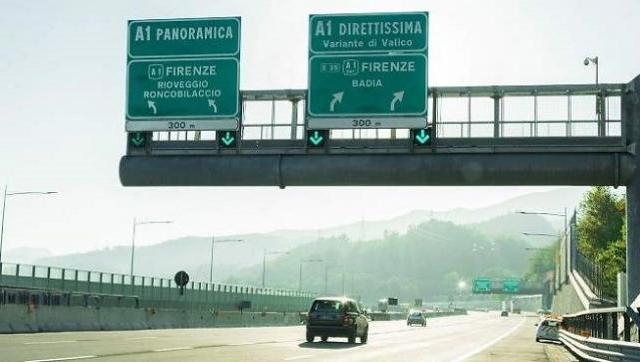 A1 PANORAMICA
A1 FIRENZE
RIOVEGGIO
RONCOBILACCIO
300 m
A1 DIRETTISSIMA
Variante di Valico
E 35 A1 FIRENZE
BADIA
300 m